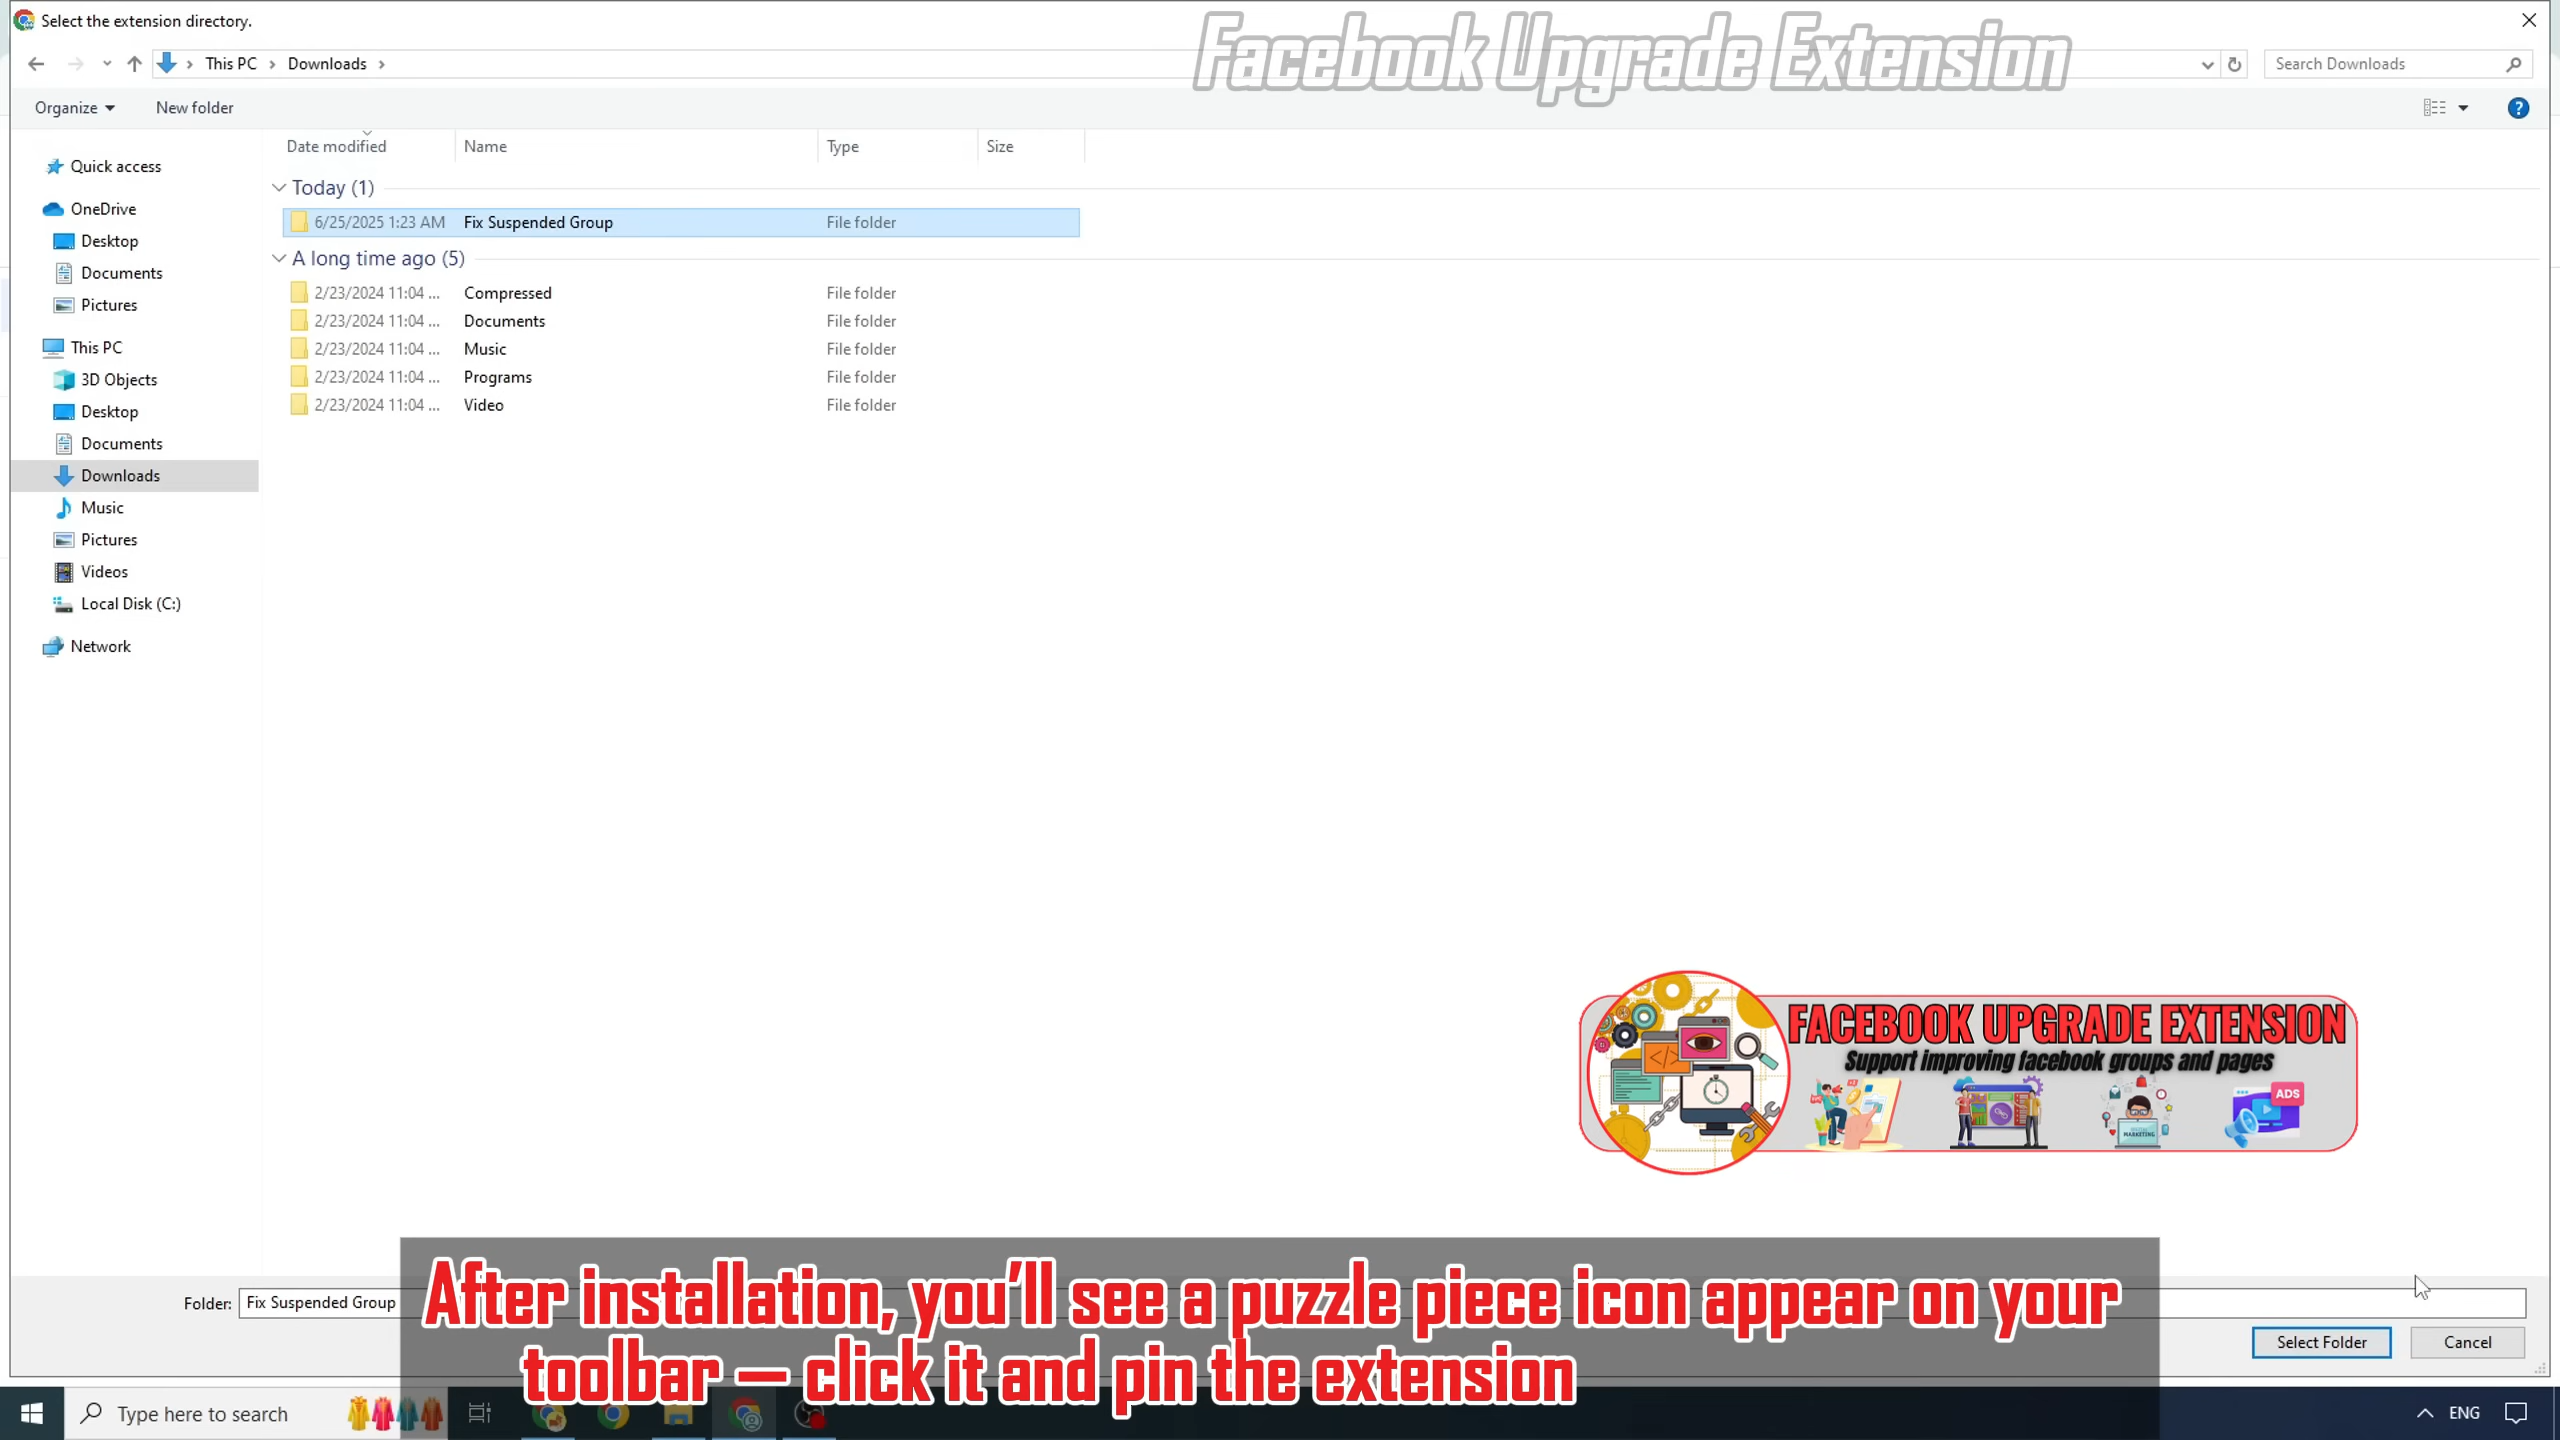 Select the extension directory.
Facebook Upgrade Extension
This PC
Downloads
Search Downloads
Organize
New folder
Date modified
Name
Type
Size
Quick access
OneDrive
Desktop
Documents
Pictures
This PC
3D Objects
Desktop
Documents
Downloads
Music
Pictures
Videos
Local Disk (C:)
Network
Today (1)
6/25/2025 1:23 AM Fix Suspended Group File folder
A long time ago (5)
2/23/2024 11:04 ... Compressed File folder
2/23/2024 11:04 ... Documents File folder
2/23/2024 11:04 ... Music File folder
2/23/2024 11:04 ... Programs File folder
2/23/2024 11:04 ... Video File folder
FACEBOOK UPGRADE EXTENSION
Support improving facebook groups and pages
ADS
MARKETING
Folder: Fix Suspended Group
After installation, you'll see a puzzle piece icon appear on your
toolbar — click it and pin the extension
Select Folder
Cancel
Type here to search
ENG